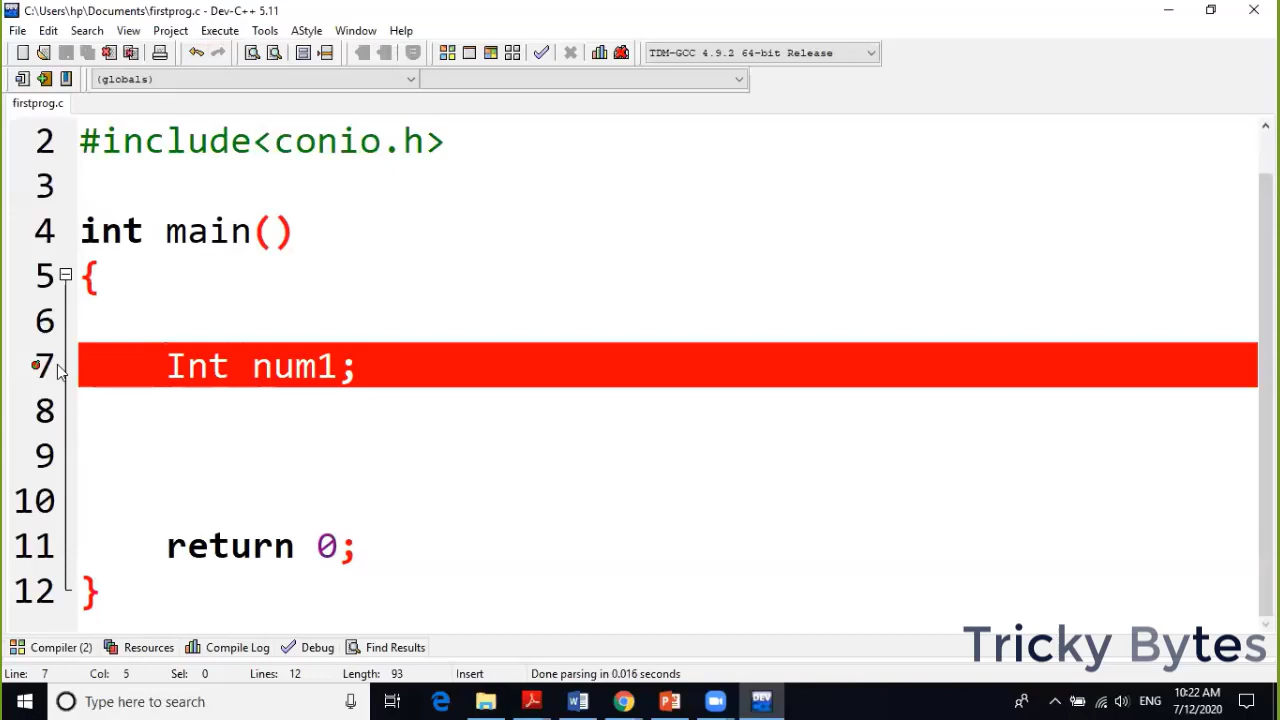 C:\Users\hp\Documents\firstprog.c - Dev-C++ 5.11
File Edit Search View Project Execute Tools AStyle Window Help
TDM-GCC 4.9.2 64-bit Release
(globals)
firstprog.c
2 #include<conio.h>
3
4 int main()
5 {
6
7 Int num1;
8
9
10
11 return 0;
12 }
Tricky Bytes
Compiler (2) Resources Compile Log Debug Find Results
Line: 7 Col: 5 Sel: 0 Lines: 12 Length: 93 Insert Done parsing in 0.016 seconds
Type here to search
DEV
ENG
10:22 AM
7/12/2020